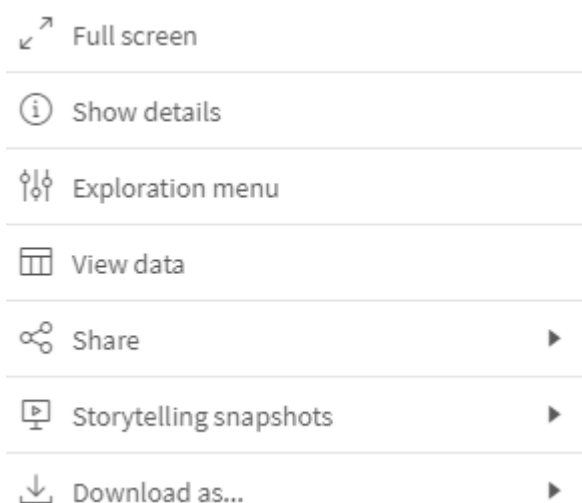 Full screen
Show details
Exploration menu
View data
Share
Storytelling snapshots
Download as...